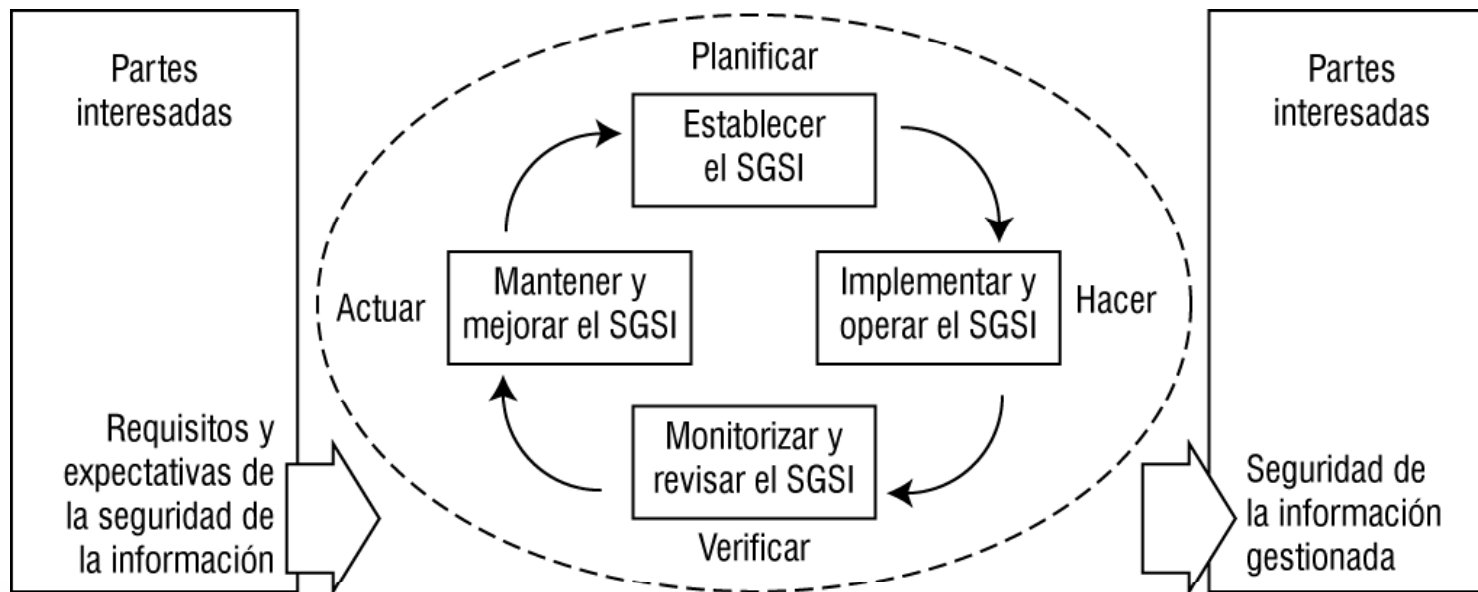 Partes
interesadas
Requisitos y
expectativas de
la seguridad de
la información
Planificar
Establecer
el SGSI
Actuar
Mantener y
mejorar el SGSI
Implementar y
operar el SGSI
Hacer
Monitorizar y
revisar el SGSI
Verificar
Partes
interesadas
Seguridad de
la información
gestionada